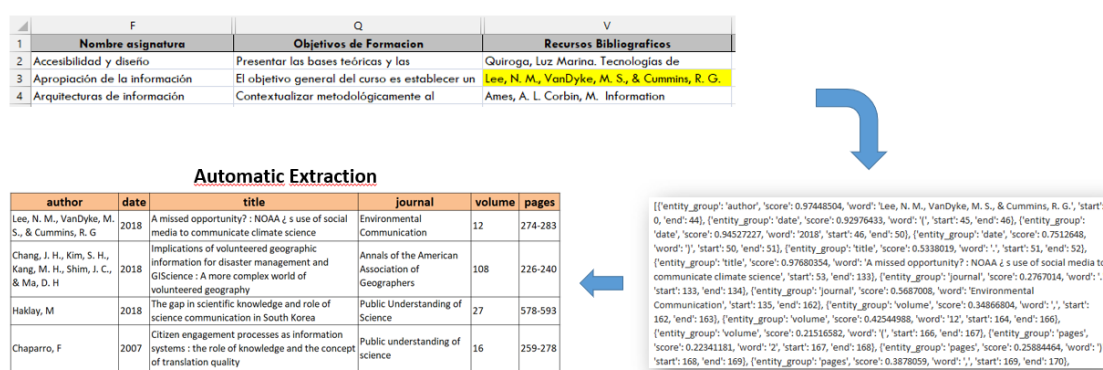 F Q V
1 Nombre asignatura Objetivos de Formacion Recursos Bibliograficos
2 Accesibilidad y diseño Presentar las bases teóricas y las Quiroga, Luz Marina. Tecnologías de
3 Apropiación de la información El objetivo general del curso es establecer un Lee, N. M., VanDyke, M. S., & Cummins, R. G.
4 Arquitecturas de información Contextualizar metodológicamente al Ames, A. L. Corbin, M. Information
Automatic Extraction
author date title journal volume pages
Lee, N. M., VanDyke, M.
S., & Cummins, R. G
2018
A missed opportunity? : NOAA ¿ s use of social
media to communicate climate science
Environmental
Communication
12
274-283
Chang, J. H., Kim, S. H.,
Kang, M. H., Shim, J. C.,
& Ma, D. H
2018
Implications of volunteered geographic
information for disaster management and
GIScience : A more complex world of
volunteered geography
Annals of the American
Association of
Geographers
108
226-240
Haklay, M
2018
The gap in scientific knowledge and role of
science communication in South Korea
Public Understanding of
Science
27
578-593
Chaparro, F
2007
Citizen engagement processes as information
systems : the role of knowledge and the concept
of translation quality
Public understanding of
science
16
259-278
[{'entity_group': 'author', 'score': 0.97448504, 'word': 'Lee, N. M., VanDyke, M. S., & Cummins, R. G.', 'start':
0, 'end': 44}, {'entity_group': 'date', 'score': 0.92976433, 'word': '(', 'start': 45, 'end': 46}, {'entity_group':
'date', 'score': 0.94527227, 'word': '2018', 'start': 46, 'end': 50}, {'entity_group': 'date', 'score': 0.7512648,
'word': ')', 'start': 50, 'end': 51}, {'entity_group': 'title', 'score': 0.5338019, 'word': '.', 'start': 51, 'end': 52},
{'entity_group': 'title', 'score': 0.97680354, 'word': 'A missed opportunity? : NOAA ¿ s use of social media to
communicate climate science', 'start': 53, 'end': 133}, {'entity_group': 'journal', 'score': 0.2767014, 'word': '.
'start': 133, 'end': 134}, {'entity_group': 'journal', 'score': 0.5687008, 'word': 'Environmental
Communication', 'start': 135, 'end': 162}, {'entity_group': 'volume', 'score': 0.34866804, 'word': ',', 'start':
162, 'end': 163}, {'entity_group': 'volume', 'score': 0.42544988, 'word': '12', 'start': 164, 'end': 166},
{'entity_group': 'volume', 'score': 0.21516582, 'word': '(', 'start': 166, 'end': 167}, {'entity_group': 'pages',
'score': 0.22341181, 'word': '2', 'start': 167, 'end': 168}, {'entity_group': 'pages', 'score': 0.25884464, 'word': ')
'start': 168, 'end': 169}, {'entity_group': 'pages', 'score': 0.3878059, 'word': ',', 'start': 169, 'end': 170},